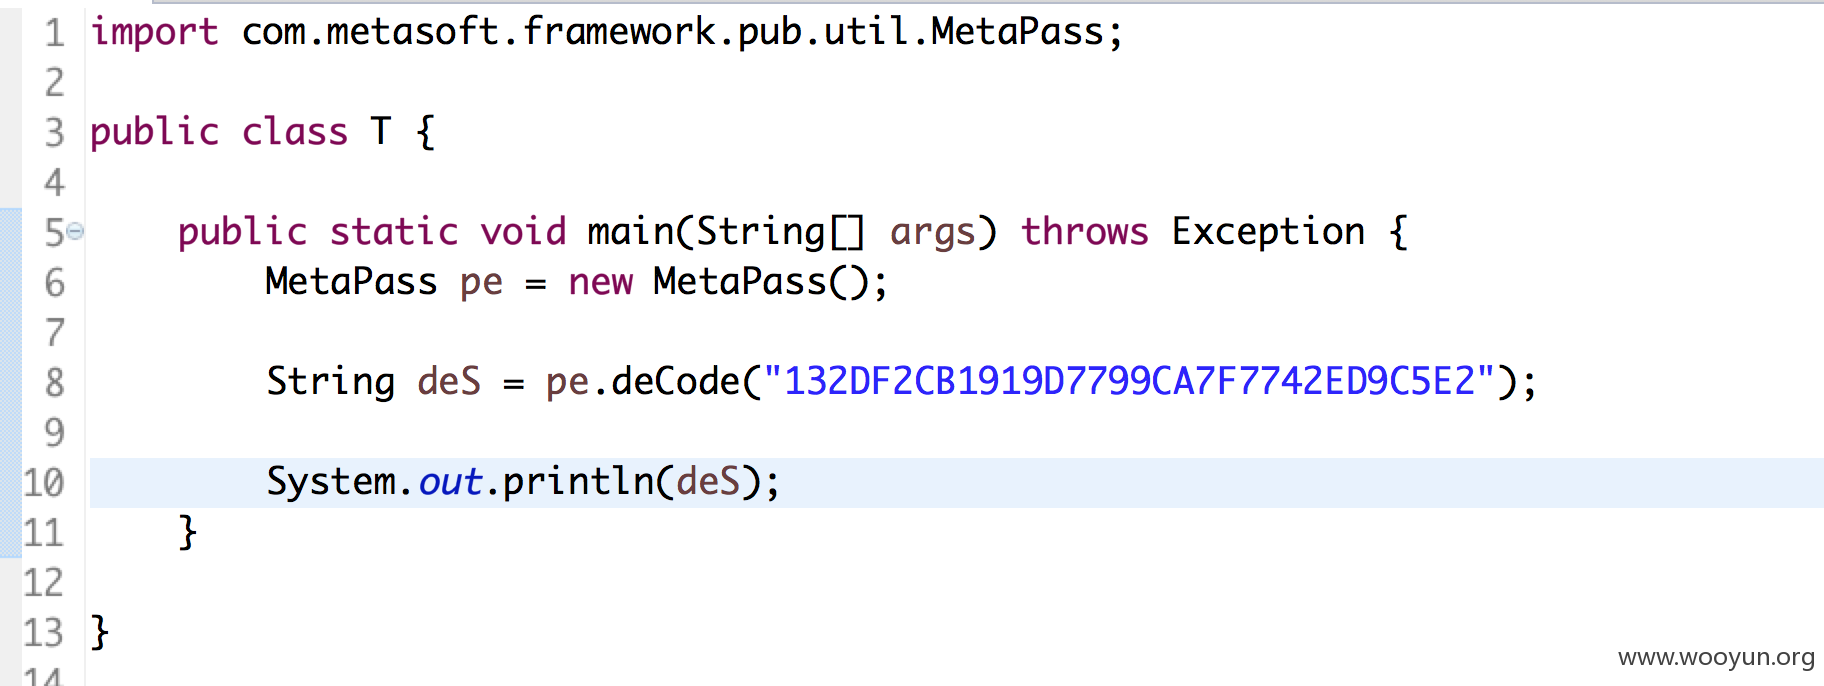 1 import com.metasoft.framework.pub.util.MetaPass;
2
3 public class T {
4
5 public static void main(String[] args) throws Exception {
6 MetaPass pe = new MetaPass();
7
8 String deS = pe.deCode("132DF2CB1919D7799CA7F7742ED9C5E2");
9
10 System.out.println(deS);
11 }
12
13 }
14
www.wooyun.org